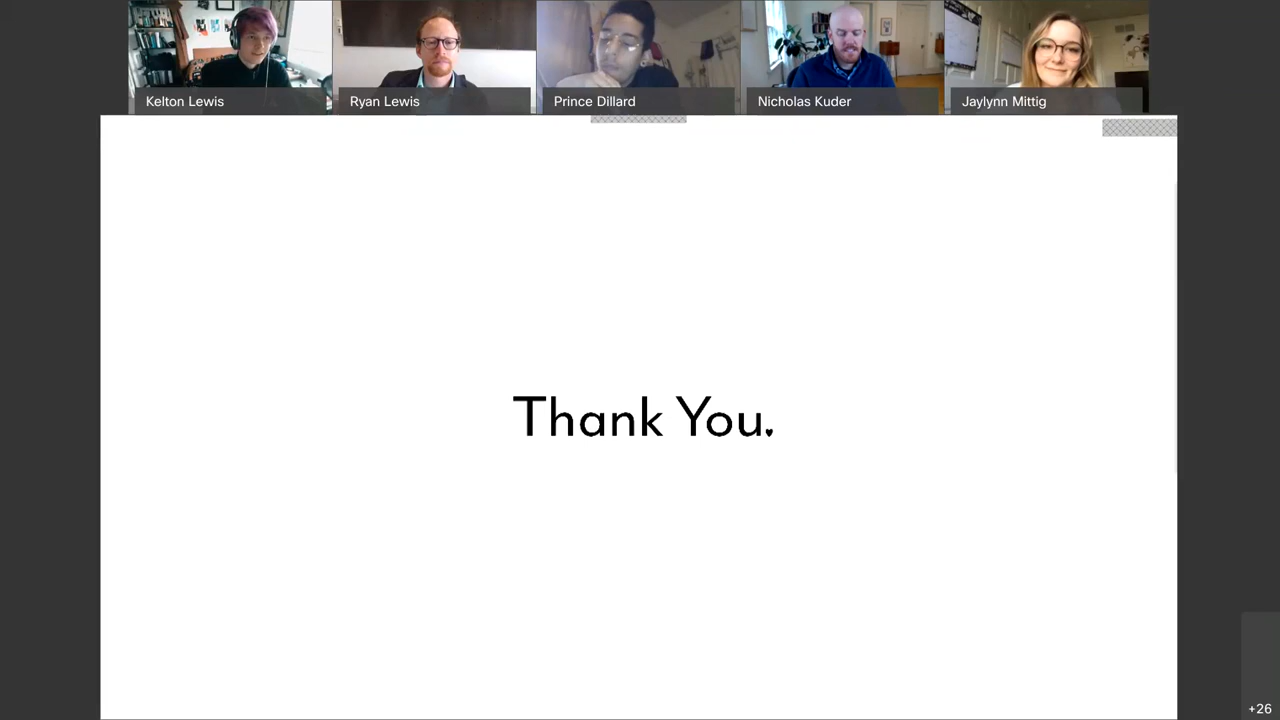 Kelton Lewis
Ryan Lewis
Prince Dillard
Nicholas Kuder
Jaylynn Mittig
Thank You.
+26